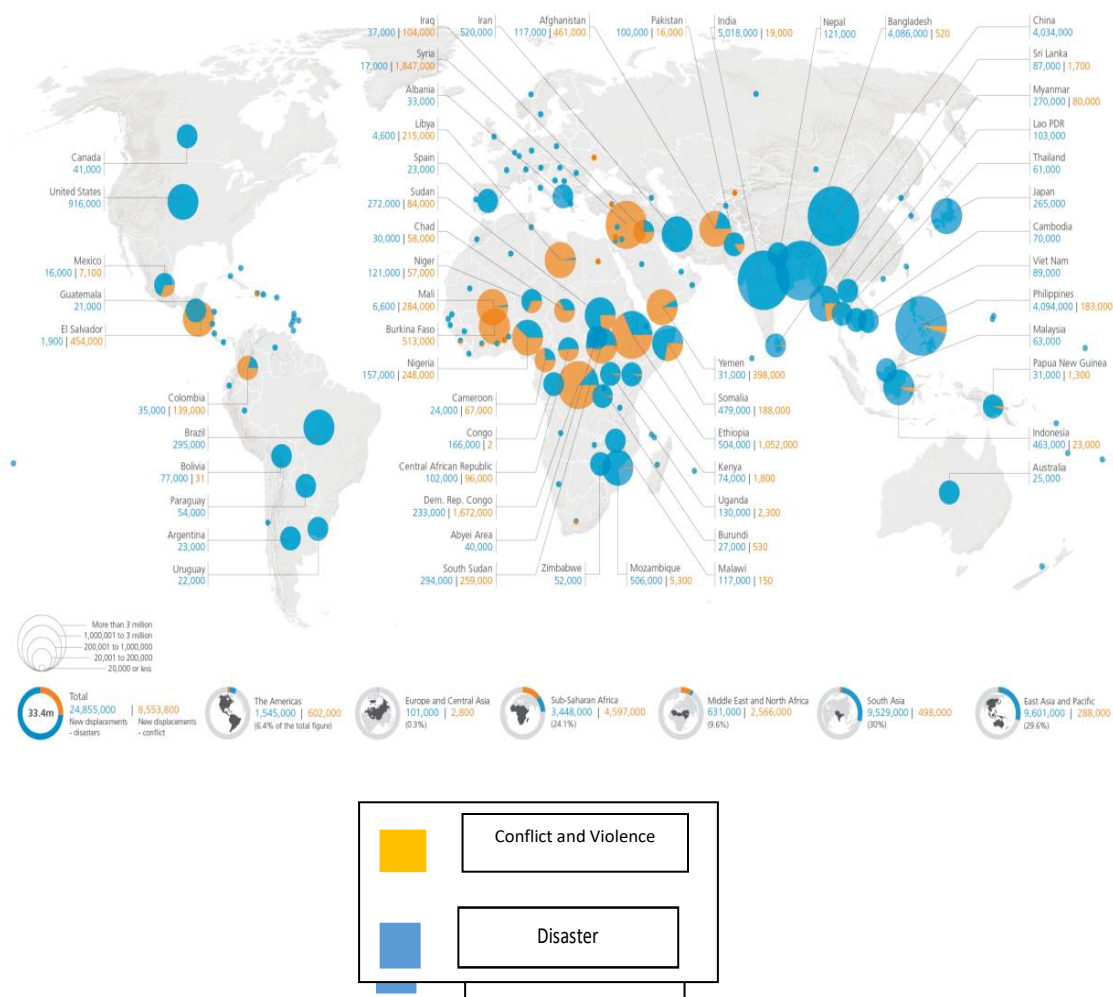 Iraq
37,000 | 104,000
Iran
520,000
Afghanistan
117,000 | 461,000
Pakistan
100,000 | 16,000
India
5,018,000 | 19,000
Nepal
121,000
Bangladesh
4,086,000 | 520
China
4,034,000
Syria
17,000 | 1,847,000
Sri Lanka
87,000 | 1,700
Albania
33,000
Myanmar
270,000 | 80,000
Libya
4,600 | 215,000
Lao PDR
103,000
Canada
41,000
Spain
23,000
Thailand
61,000
United States
916,000
Sudan
272,000 | 84,000
Japan
265,000
Chad
30,000 | 58,000
Cambodia
70,000
Mexico
16,000 | 7,100
Niger
121,000 | 57,000
Viet Nam
89,000
Guatemala
21,000
Mali
6,600 | 284,000
Philippines
4,094,000 | 183,000
El Salvador
1,900 | 454,000
Burkina Faso
513,000
Malaysia
63,000
Nigeria
157,000 | 248,000
Yemen
31,000 | 398,000
Papua New Guinea
31,000 | 1,300
Colombia
35,000 | 139,000
Cameroon
24,000 | 67,000
Somalia
479,000 | 188,000
Brazil
295,000
Congo
166,000 | 2
Ethiopia
504,000 | 1,052,000
Indonesia
463,000 | 23,000
Bolivia
77,000 | 31
Central African Republic
102,000 | 96,000
Kenya
74,000 | 1,800
Australia
25,000
Paraguay
54,000
Dem. Rep. Congo
233,000 | 1,672,000
Uganda
130,000 | 2,300
Argentina
23,000
Abyei Area
40,000
Burundi
27,000 | 530
Uruguay
22,000
South Sudan
294,000 | 259,000
Zimbabwe
52,000
Mozambique
506,000 | 5,300
Malawi
117,000 | 150
More than 3 million
1,000,001 to 3 million
200,001 to 1,000,000
20,001 to 200,000
20,000 or less
33.4m
Total
24,855,000 | 8,553,800
New displacements - disasters
New displacements - conflict
The Americas
1,545,000 | 602,000
(6.4% of the total figure)
Europe and Central Asia
101,000 | 2,800
(0.3%)
Sub-Saharan Africa
3,448,000 | 4,597,000
(24.1%)
Middle East and North Africa
631,000 | 2,566,000
(9.6%)
South Asia
9,529,000 | 498,000
(30%)
East Asia and Pacific
9,601,000 | 288,000
(29.6%)
Conflict and Violence
Disaster